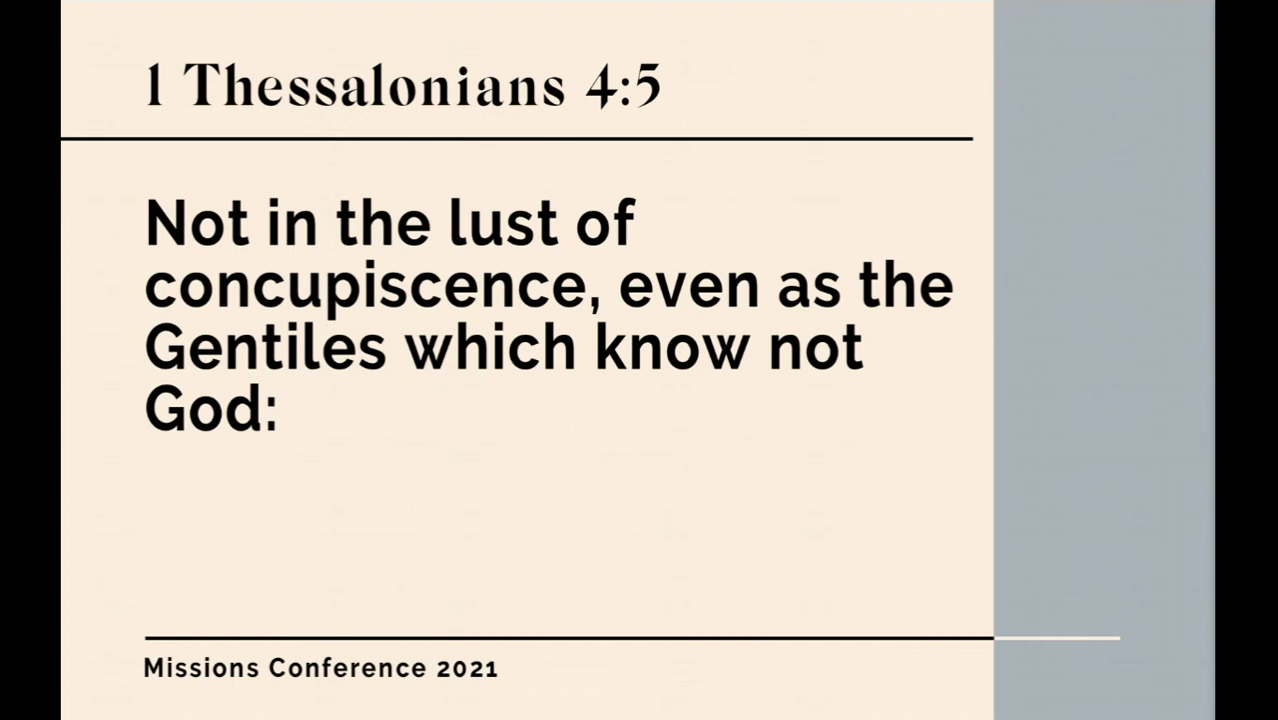 1 Thessalonians 4:5
Not in the lust of
concupiscence, even as the
Gentiles which know not
God:
Missions Conference 2021